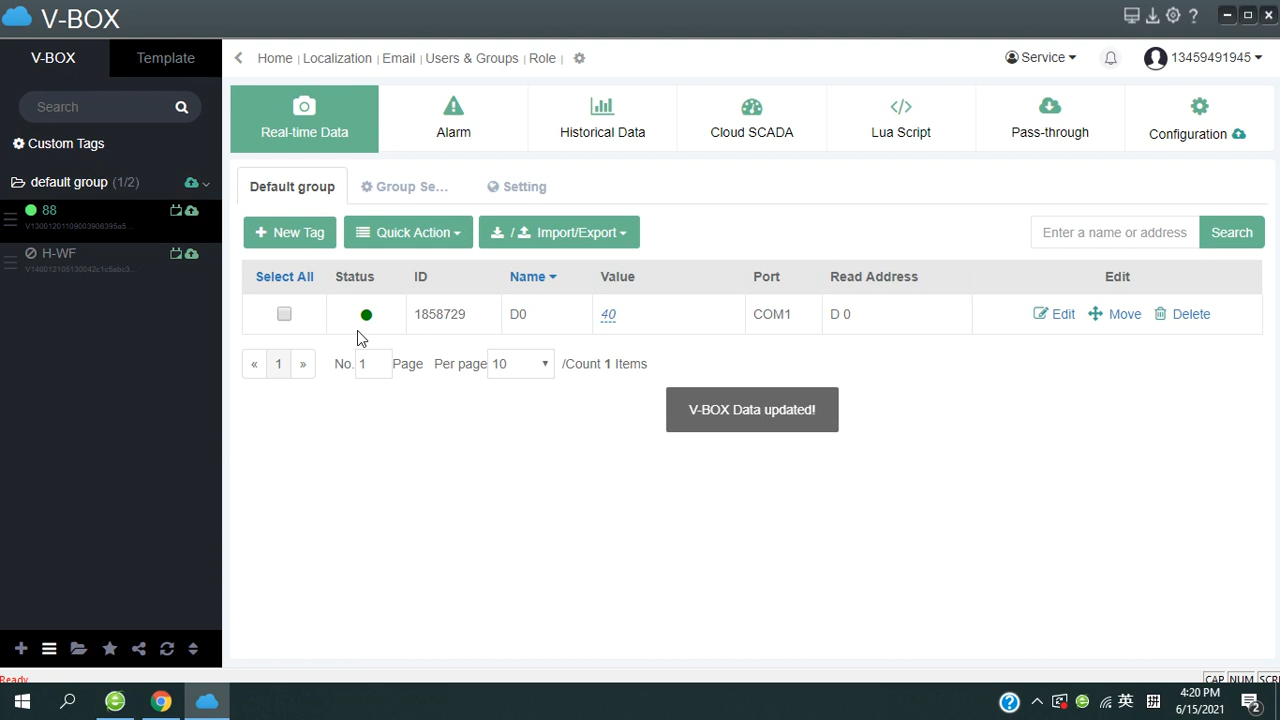 V-BOX
V-BOX Template
Home Localization Email Users & Groups Role
Service 13459491945
Search
Custom Tags
default group (1/2)
88
H-WF
Real-time Data Alarm Historical Data Cloud SCADA Lua Script Pass-through Configuration
Default group Group Se... Setting
New Tag Quick Action / Import/Export Enter a name or address Search
Select All Status ID Name Value Port Read Address Edit
1858729 D0 40 COM1 D 0 Edit Move Delete
« 1 » No. 1 Page Per page 10 /Count 1 Items
V-BOX Data updated!
Ready CAP NUM SCR
英 拼 4:20 PM
6/15/2021
2